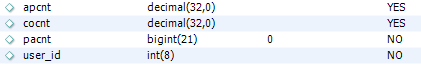 apcnt decimal(32,0) YES
cocnt decimal(32,0) YES
pacnt bigint(21) 0 NO
user_id int(8) NO